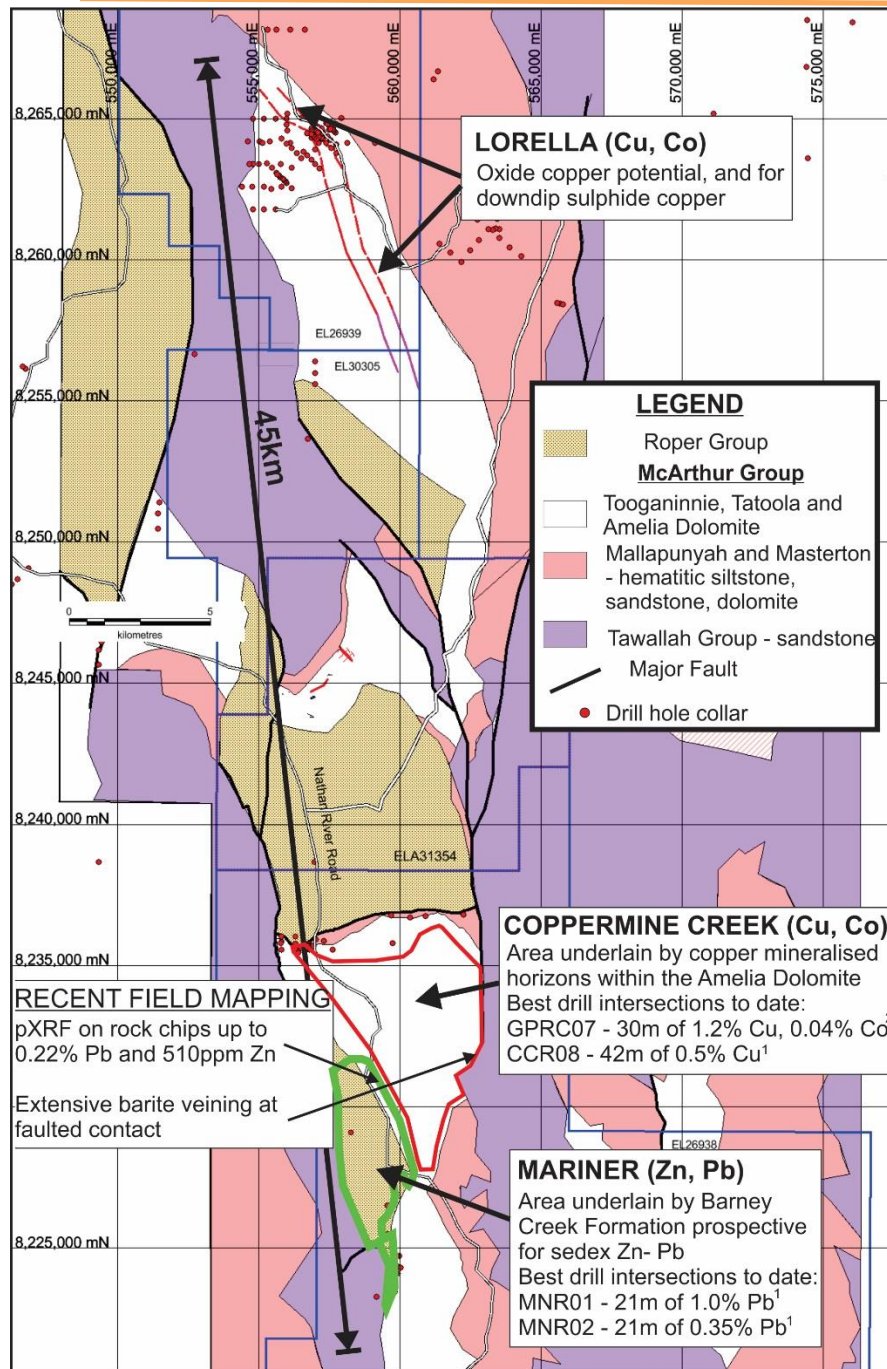 550,000 mE
555,000 mE
560,000 mE
565,000 mE
570,000 mE
575,000 mE
8,265,000 mN
LORELLA (Cu, Co)
Oxide copper potential, and for
downdip sulphide copper
8,260,000 mN
EL26939
EL30305
8,255,000 mN
45km
LEGEND
Roper Group
McArthur Group
Tooganinnie, Tatoola and
Amelia Dolomite
Mallapunyah and Masterton
- hematitic siltstone,
sandstone, dolomite
Tawallah Group - sandstone
Major Fault
Drill hole collar
8,250,000 mN
0 5
kilometres
8,245,000 mN
Nathan River Road
8,240,000 mN
ELA31354
8,235,000 mN
COPPERMINE CREEK (Cu, Co)
Area underlain by copper mineralised
horizons within the Amelia Dolomite
Best drill intersections to date:
GPRC07 - 30m of 1.2% Cu, 0.04% Co¹
CCR08 - 42m of 0.5% Cu¹
RECENT FIELD MAPPING
pXRF on rock chips up to
0.22% Pb and 510ppm Zn
Extensive barite veining at
faulted contact
EL26938
MARINER (Zn, Pb)
Area underlain by Barney
Creek Formation prospective
for sedex Zn- Pb
Best drill intersections to date:
MNR01 - 21m of 1.0% Pb¹
MNR02 - 21m of 0.35% Pb¹
8,225,000 mN